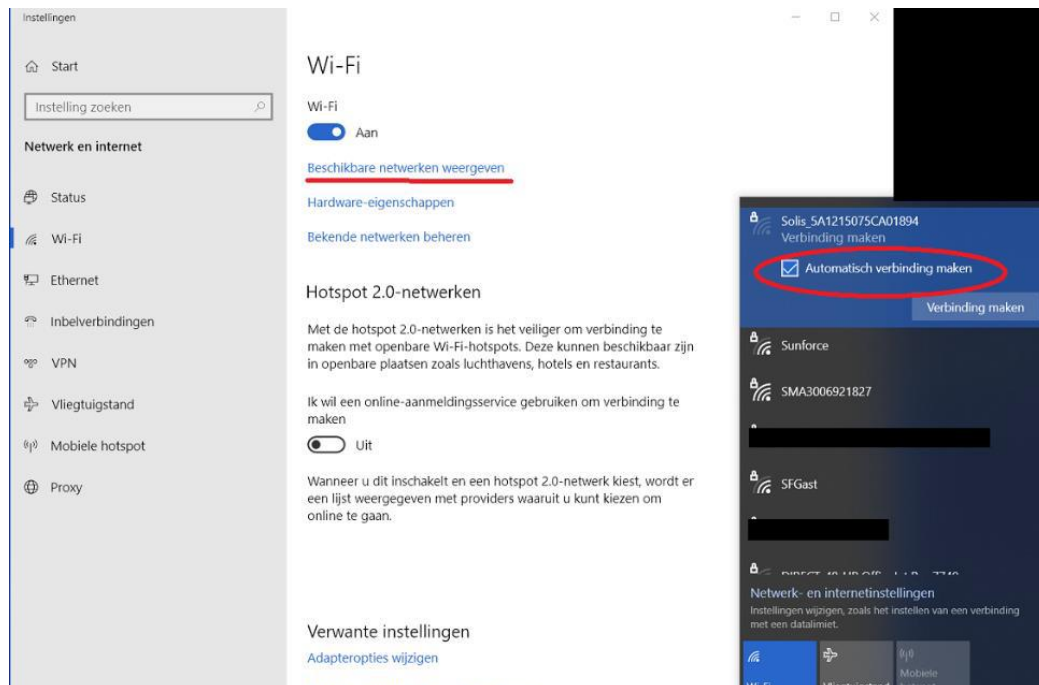 Instellingen
Start
Instelling zoeken
Netwerk en internet
Status
Wi-Fi
Ethernet
Inbelverbindingen
VPN
Vliegtuigstand
Mobiele hotspot
Proxy
Wi-Fi
Wi-Fi
Aan
Beschikbare netwerken weergeven
Hardware-eigenschappen
Bekende netwerken beheren
Hotspot 2.0-netwerken
Met de hotspot 2.0-netwerken is het veiliger om verbinding te
maken met openbare Wi-Fi-hotspots. Deze kunnen beschikbaar zijn
in openbare plaatsen zoals luchthavens, hotels en restaurants.
Ik wil een online-aanmeldingsservice gebruiken om verbinding te
maken
Uit
Wanneer u dit inschakelt en een hotspot 2.0-netwerk kiest, wordt er
een lijst weergegeven met providers waaruit u kunt kiezen om
online te gaan.
Verwante instellingen
Adapteropties wijzigen
Solis_5A1215075CA01894
Verbinding maken
Automatisch verbinding maken
Verbinding maken
Sunforce
SMA3006921827
SFGast
Netwerk- en internetinstellingen
Instellingen wijzigen, zoals het instellen van een verbinding
met een datalimiet.
Mobiele